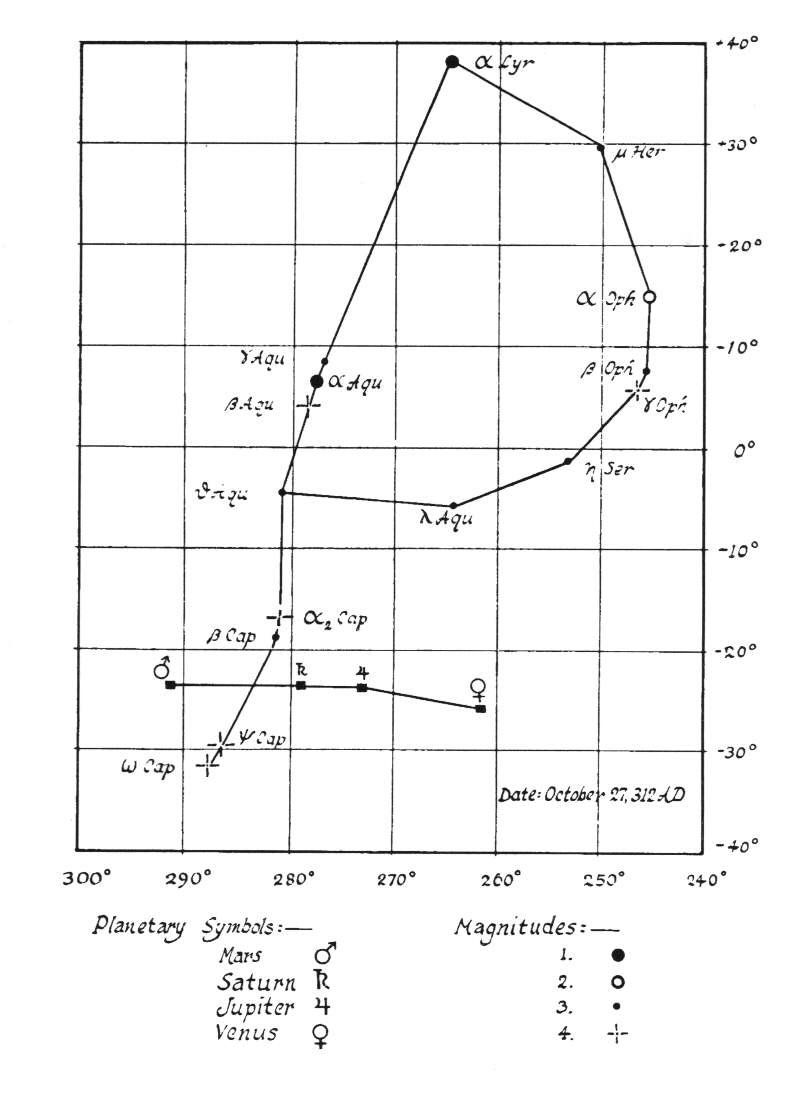 +40°
α Lyr
μ Her
+30°
-20°
α Oph
-10°
γ Aqu
β Oph
α Aqu
β Aqu
γ Oph
0°
η Ser
ϑ Aqu
λ Aqu
-10°
α₂ Cap
β Cap
-20°
♂ ♄ ♃ ♀
ψ Cap
-30°
ω Cap
Date: October 27, 312 AD
-40°
300° 290° 280° 270° 260° 250° 240°
Planetary Symbols:—
Mars ♂
Saturn ♄
Jupiter ♃
Venus ♀
Magnitudes:—
1.
2.
3.
4.